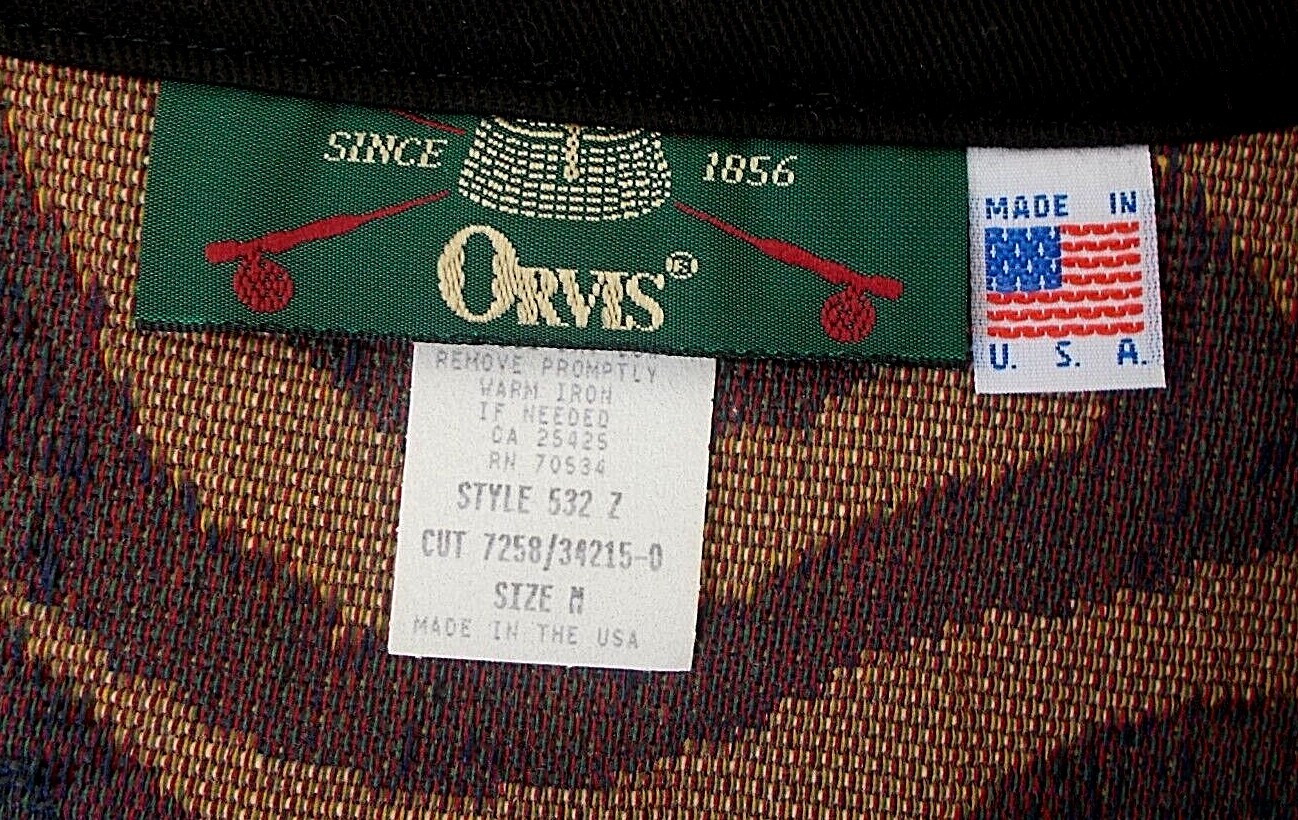 SINCE 1856
ORVIS®
MADE IN
U. S. A.
REMOVE PROMPTLY
WARM IRON
IF NEEDED
CA 25425
RN 70534
STYLE 532 Z
CUT 7258/34215-0
SIZE M
MADE IN THE USA